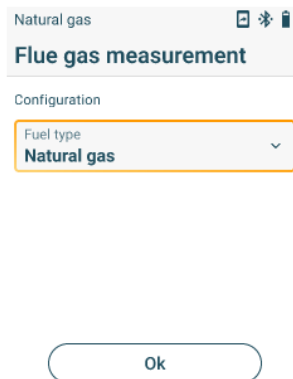 Natural gas
Flue gas measurement
Configuration
Fuel type
Natural gas
Ok